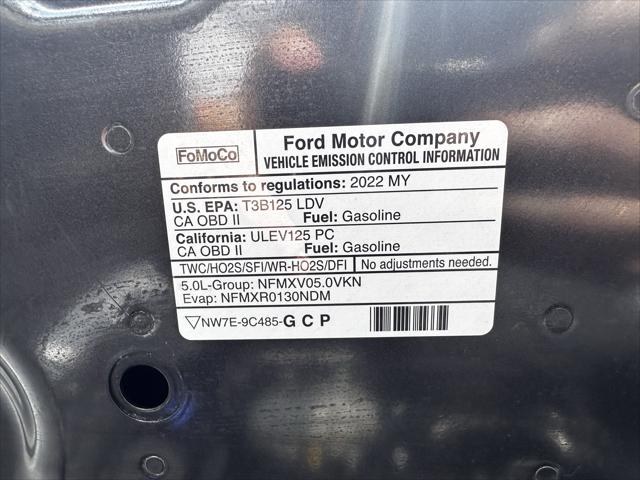 FoMoCo
Ford Motor Company
VEHICLE EMISSION CONTROL INFORMATION
Conforms to regulations: 2022 MY
U.S. EPA: T3B125 LDV
CA OBD II Fuel: Gasoline
California: ULEV125 PC
CA OBD II Fuel: Gasoline
TWC/HO2S/SFI/WR-HO2S/DFI No adjustments needed.
5.0L-Group: NFMXV05.0VKN
Evap: NFMXR0130NDM
▽NW7E-9C485-G C P